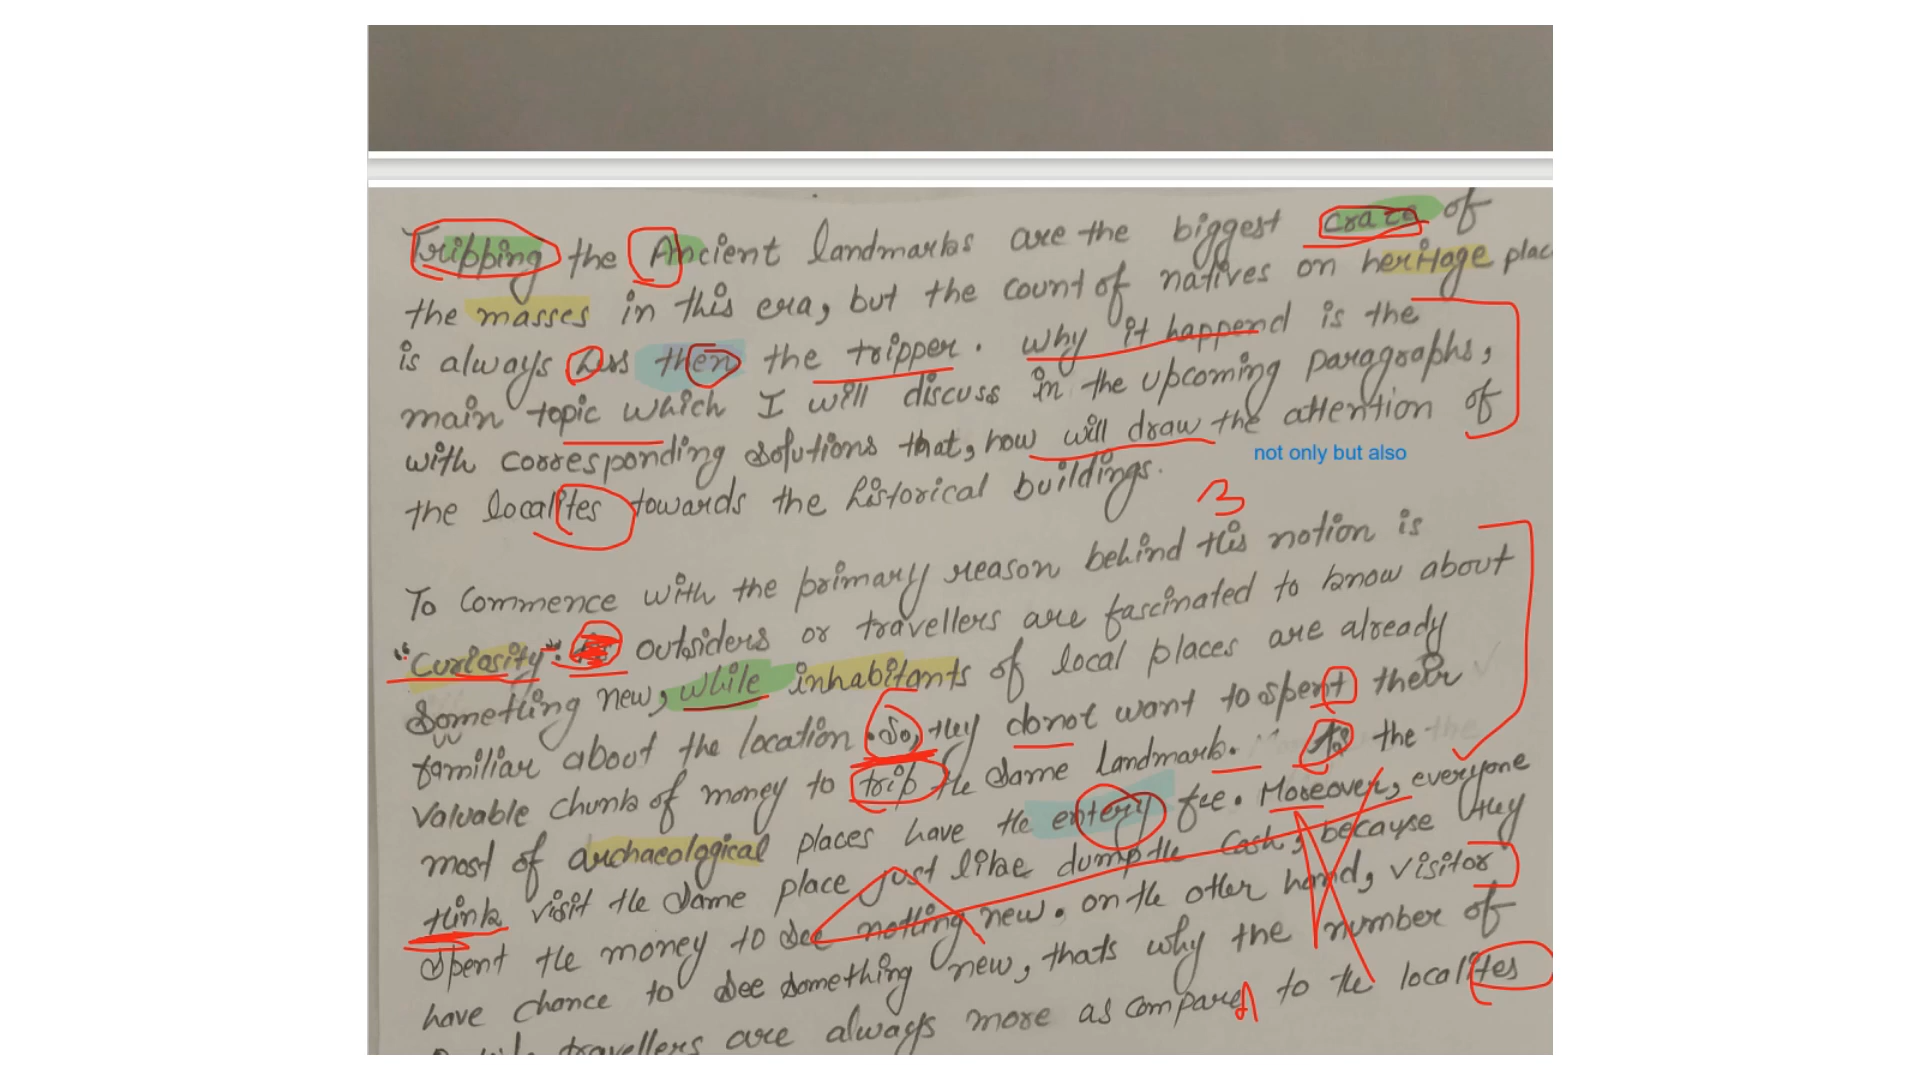 Tripping the Ancient landmarks are the biggest craze of
the masses in this era, but the count of natives on heritage plac
is always less then the tripper. Why it happend is the
main topic which I will discuss in the upcoming paragraphs,
with corresponding solutions that, how will draw the attention of
not only but also
the localites towards the historical buildings.
3
To Commence with the primary reason behind this notion is
"Curiosity". outsiders or travellers are fascinated to know about
Something new, while inhabitants of local places are already
familiar about the location. So, they donot want to spent their
Valuable chunk of money to trip the same landmark. As the
most of archaeological places have the entery fee. Moreover, everyone
think visit the same place just like dump the cash, because they
spent the money to see nothing new. on the other hand, visitor
have chance to see something new, thats why the number of
travellers are always more as compare to the localites